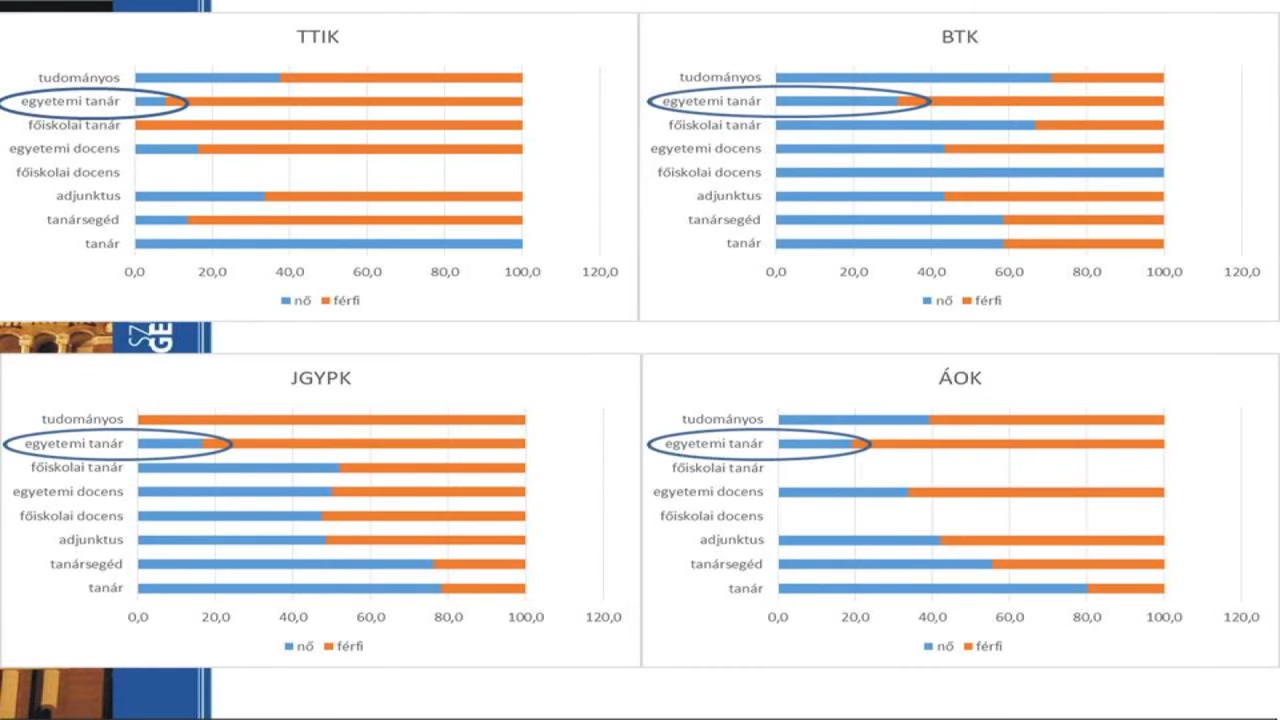 TTIK
tudományos
egyetemi tanár
főiskolai tanár
egyetemi docens
főiskolai docens
adjunktus
tanársegéd
tanár
0,0 20,0 40,0 60,0 80,0 100,0 120,0
nő férfi
BTK
tudományos
egyetemi tanár
főiskolai tanár
egyetemi docens
főiskolai docens
adjunktus
tanársegéd
tanár
0,0 20,0 40,0 60,0 80,0 100,0 120,0
nő férfi
SZ
GE
JGYPK
tudományos
egyetemi tanár
főiskolai tanár
egyetemi docens
főiskolai docens
adjunktus
tanársegéd
tanár
0,0 20,0 40,0 60,0 80,0 100,0 120,0
nő férfi
ÁOK
tudományos
egyetemi tanár
főiskolai tanár
egyetemi docens
főiskolai docens
adjunktus
tanársegéd
tanár
0,0 20,0 40,0 60,0 80,0 100,0 120,0
nő férfi